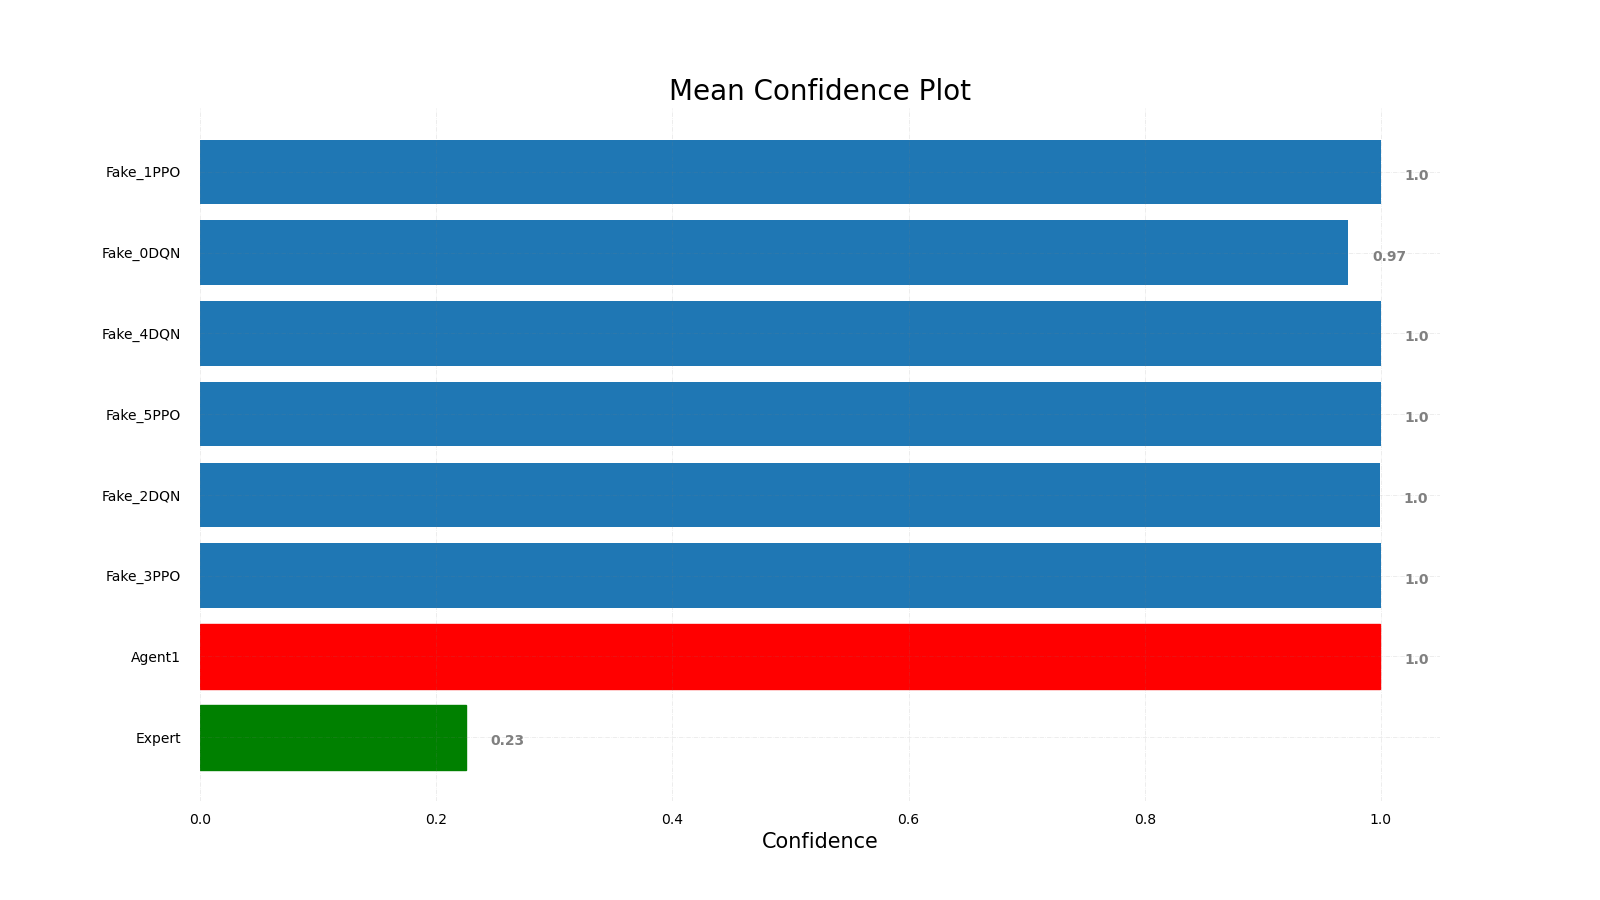 Mean Confidence Plot
Fake_1PPO 1.0
Fake_0DQN 0.97
Fake_4DQN 1.0
Fake_5PPO 1.0
Fake_2DQN 1.0
Fake_3PPO 1.0
Agent1 1.0
Expert 0.23
0.0 0.2 0.4 0.6 0.8 1.0
Confidence